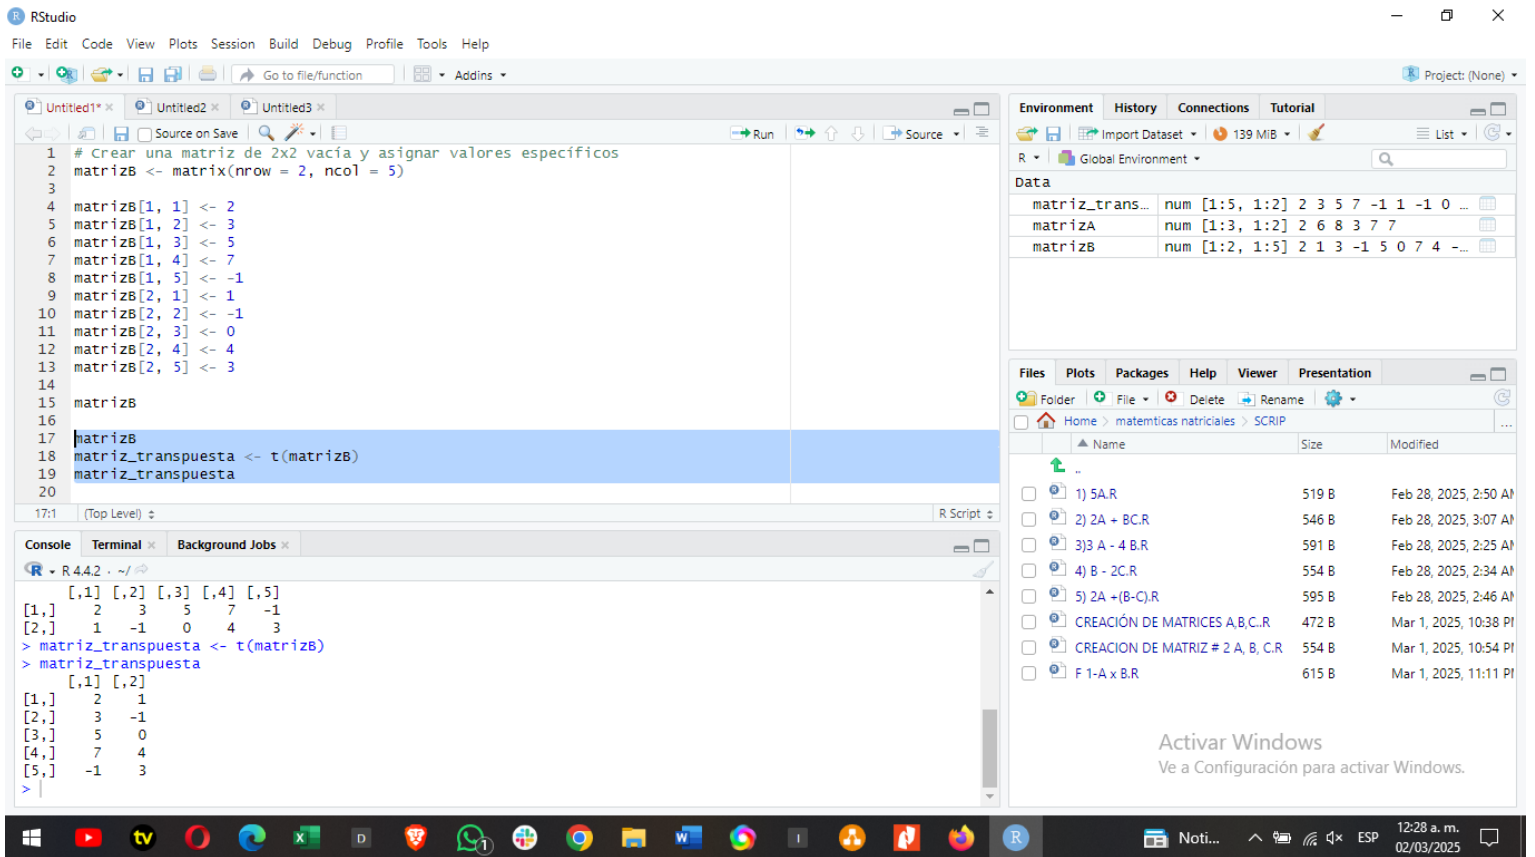 RStudio
File Edit Code View Plots Session Build Debug Profile Tools Help
Go to file/function Addins Project: (None)
Untitled1* Untitled2 Untitled3
Source on Save Run Source
1 # Crear una matriz de 2x2 vacía y asignar valores específicos
2 matrizB <- matrix(nrow = 2, ncol = 5)
3
4 matrizB[1, 1] <- 2
5 matrizB[1, 2] <- 3
6 matrizB[1, 3] <- 5
7 matrizB[1, 4] <- 7
8 matrizB[1, 5] <- -1
9 matrizB[2, 1] <- 1
10 matrizB[2, 2] <- -1
11 matrizB[2, 3] <- 0
12 matrizB[2, 4] <- 4
13 matrizB[2, 5] <- 3
14
15 matrizB
16
17 matrizB
18 matriz_transpuesta <- t(matrizB)
19 matriz_transpuesta
20
17:1 (Top Level) R Script
Console Terminal Background Jobs
R 4.4.2 · ~/
[,1] [,2] [,3] [,4] [,5]
[1,] 2 3 5 7 -1
[2,] 1 -1 0 4 3
> matriz_transpuesta <- t(matrizB)
> matriz_transpuesta
[,1] [,2]
[1,] 2 1
[2,] 3 -1
[3,] 5 0
[4,] 7 4
[5,] -1 3
>
Environment History Connections Tutorial
Import Dataset 139 MiB List
R Global Environment
Data
matriz_trans... num [1:5, 1:2] 2 3 5 7 -1 1 -1 0 ...
matrizA num [1:3, 1:2] 2 6 8 3 7 7
matrizB num [1:2, 1:5] 2 1 3 -1 5 0 7 4 -...
Files Plots Packages Help Viewer Presentation
Folder File Delete Rename
Home > matemticas natriciales > SCRIP ...
Name Size Modified
..
1) 5A.R 519 B Feb 28, 2025, 2:50 AM
2) 2A + BC.R 546 B Feb 28, 2025, 3:07 AM
3)3 A - 4 B.R 591 B Feb 28, 2025, 2:25 AM
4) B - 2C.R 554 B Feb 28, 2025, 2:34 AM
5) 2A +(B-C).R 595 B Feb 28, 2025, 2:46 AM
CREACIÓN DE MATRICES A,B,C..R 472 B Mar 1, 2025, 10:38 PM
CREACION DE MATRIZ # 2 A, B, C.R 554 B Mar 1, 2025, 10:54 PM
F 1-A x B.R 615 B Mar 1, 2025, 11:11 PM
Activar Windows
Ve a Configuración para activar Windows.
tv D 1 W I R Noti... ESP 12:28 a. m.
02/03/2025